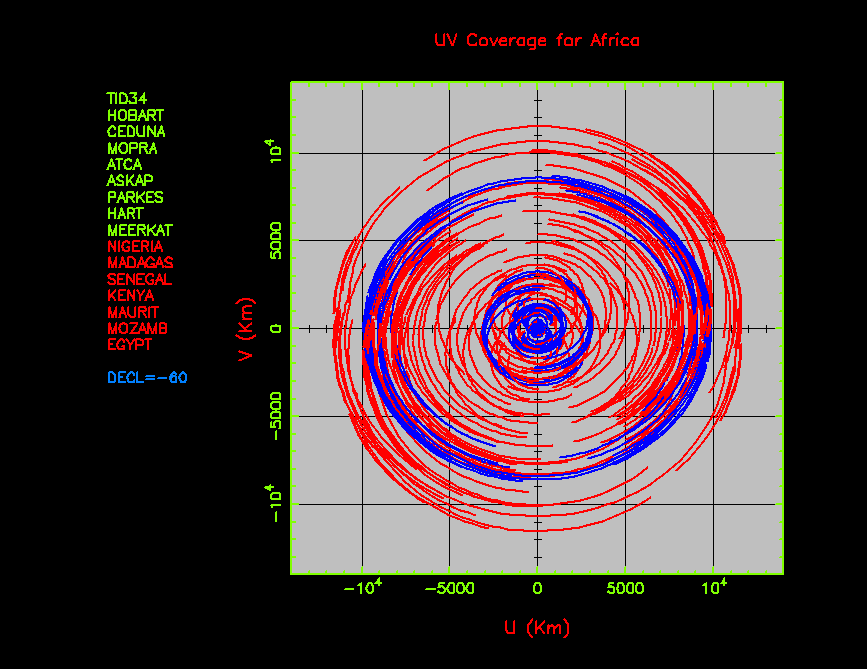 UV Coverage for Africa
TID34
HOBART
CEDUNA
MOPRA
ATCA
ASKAP
PARKES
HART
MEERKAT
NIGERIA
MADAGAS
SENEGAL
KENYA
MAURIT
MOZAMB
EGYPT
DECL=-60
V (Km)
10⁴
5000
0
-5000
-10⁴
-10⁴ -5000 0 5000 10⁴
U (Km)